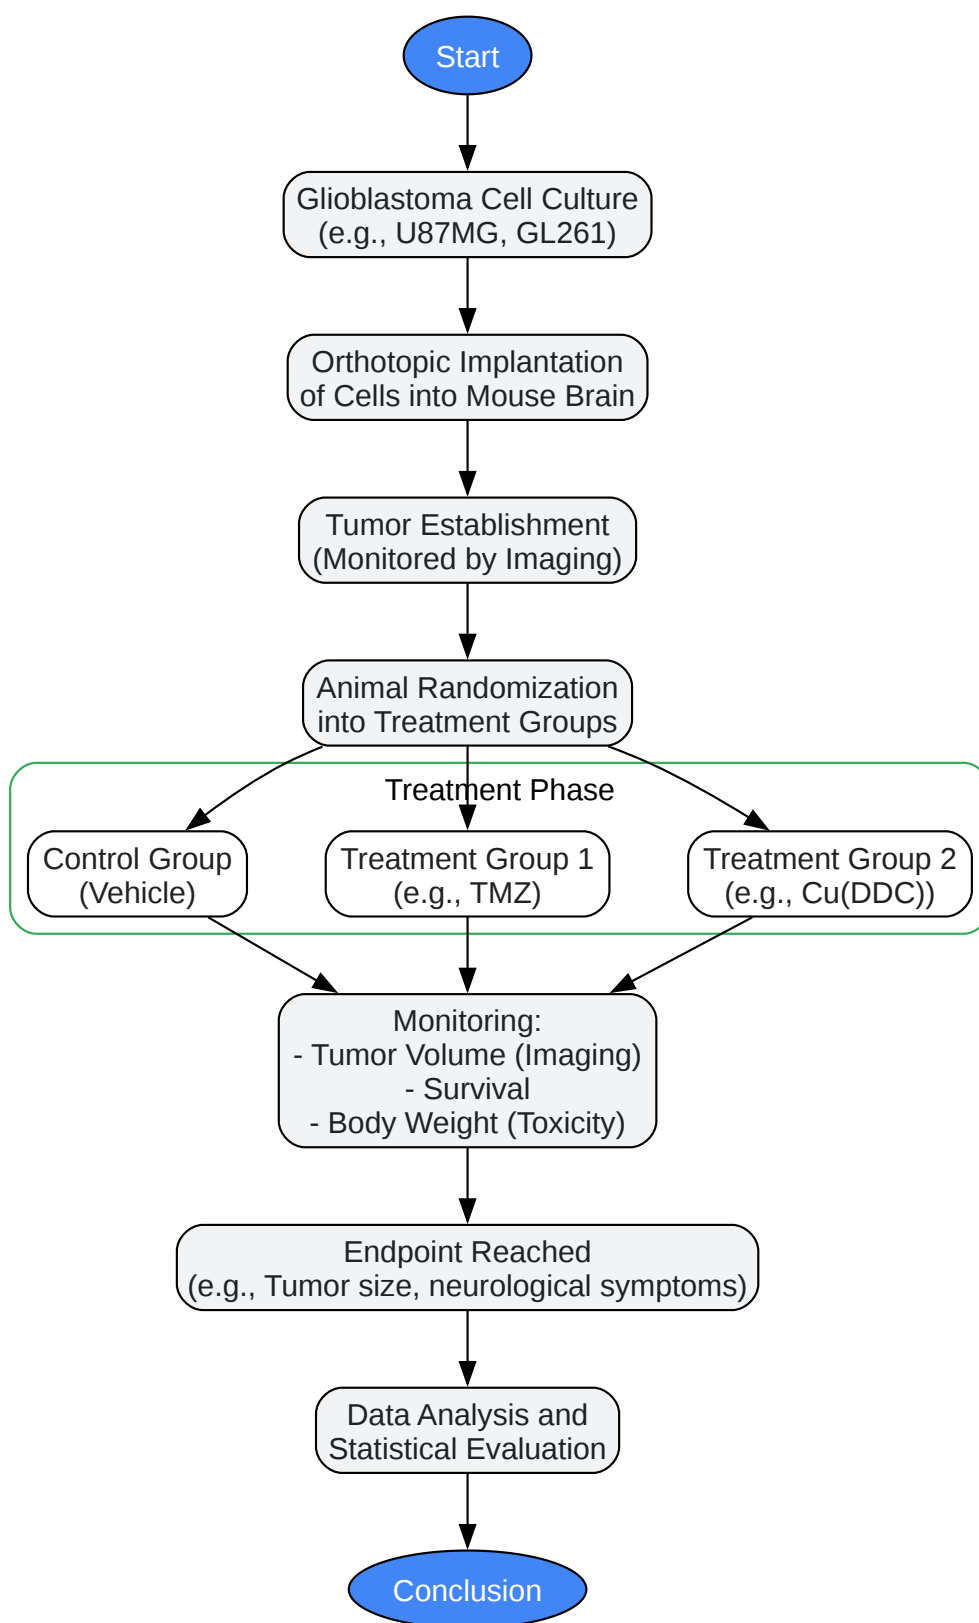 Start
Glioblastoma Cell Culture
(e.g., U87MG, GL261)
Orthotopic Implantation
of Cells into Mouse Brain
Tumor Establishment
(Monitored by Imaging)
Animal Randomization
into Treatment Groups
Treatment Phase
Control Group
(Vehicle)
Treatment Group 1
(e.g., TMZ)
Treatment Group 2
(e.g., Cu(DDC))
Monitoring:
- Tumor Volume (Imaging)
- Survival
- Body Weight (Toxicity)
Endpoint Reached
(e.g., Tumor size, neurological symptoms)
Data Analysis and
Statistical Evaluation
Conclusion